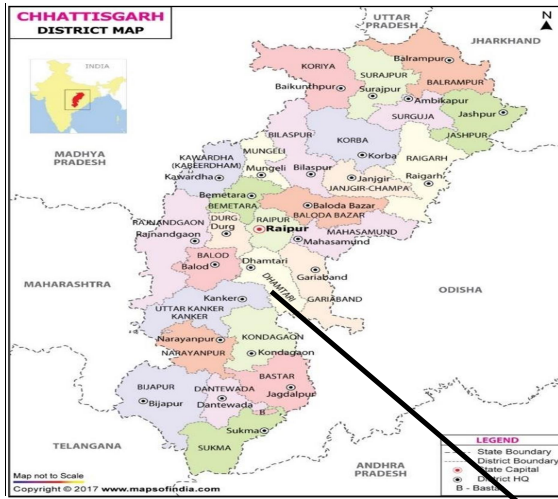 CHHATTISGARH
DISTRICT MAP
N
UTTAR
PRADESH
JHARKHAND
INDIA
MADHYA
PRADESH
MAHARASHTRA
ODISHA
TELANGANA
ANDHRA
PRADESH
KORIYA
Baikunthpur
SURAJPUR
Surajpur
Balrampur
BALRAMPUR
Ambikapur
SURGUJA
Jashpur
JASHPUR
BILASPUR
KORBA
Korba
RAIGARH
Raigarh
MUNGELI
Mungeli
Bilaspur
KAWARDHA
(KABEERDHAM)
Kawardha
Janjgir
JANJGIR-CHAMPA
Bemetara
BEMETARA
Baloda Bazar
BALODA BAZAR
RAJNANDGAON
Rajnandgaon
DURG
Durg
RAIPUR
Raipur
MAHASAMUND
Mahasamund
BALOD
Balod
Dhamtari
DHAMTARI
Gariaband
GARIABAND
Kanker
UTTAR KANKER
KANKER
Narayanpur
NARAYANPUR
KONDAGAON
Kondagaon
BASTAR
Jagdalpur
BIJAPUR
Bijapur
DANTEWADA
Dantewada
B
Sukma
SUKMA
LEGEND
State Boundary
District Boundary
State Capital
District HQ
B - Bastar
Map not to Scale
Copyright © 2017 www.mapsofindia.com